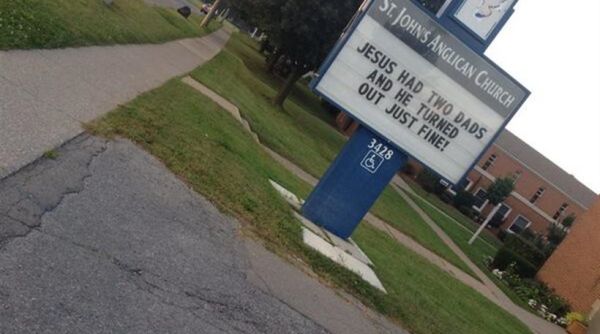 St. John's Anglican Church
JESUS HAD TWO DADS
AND HE TURNED
OUT JUST FINE!
3428